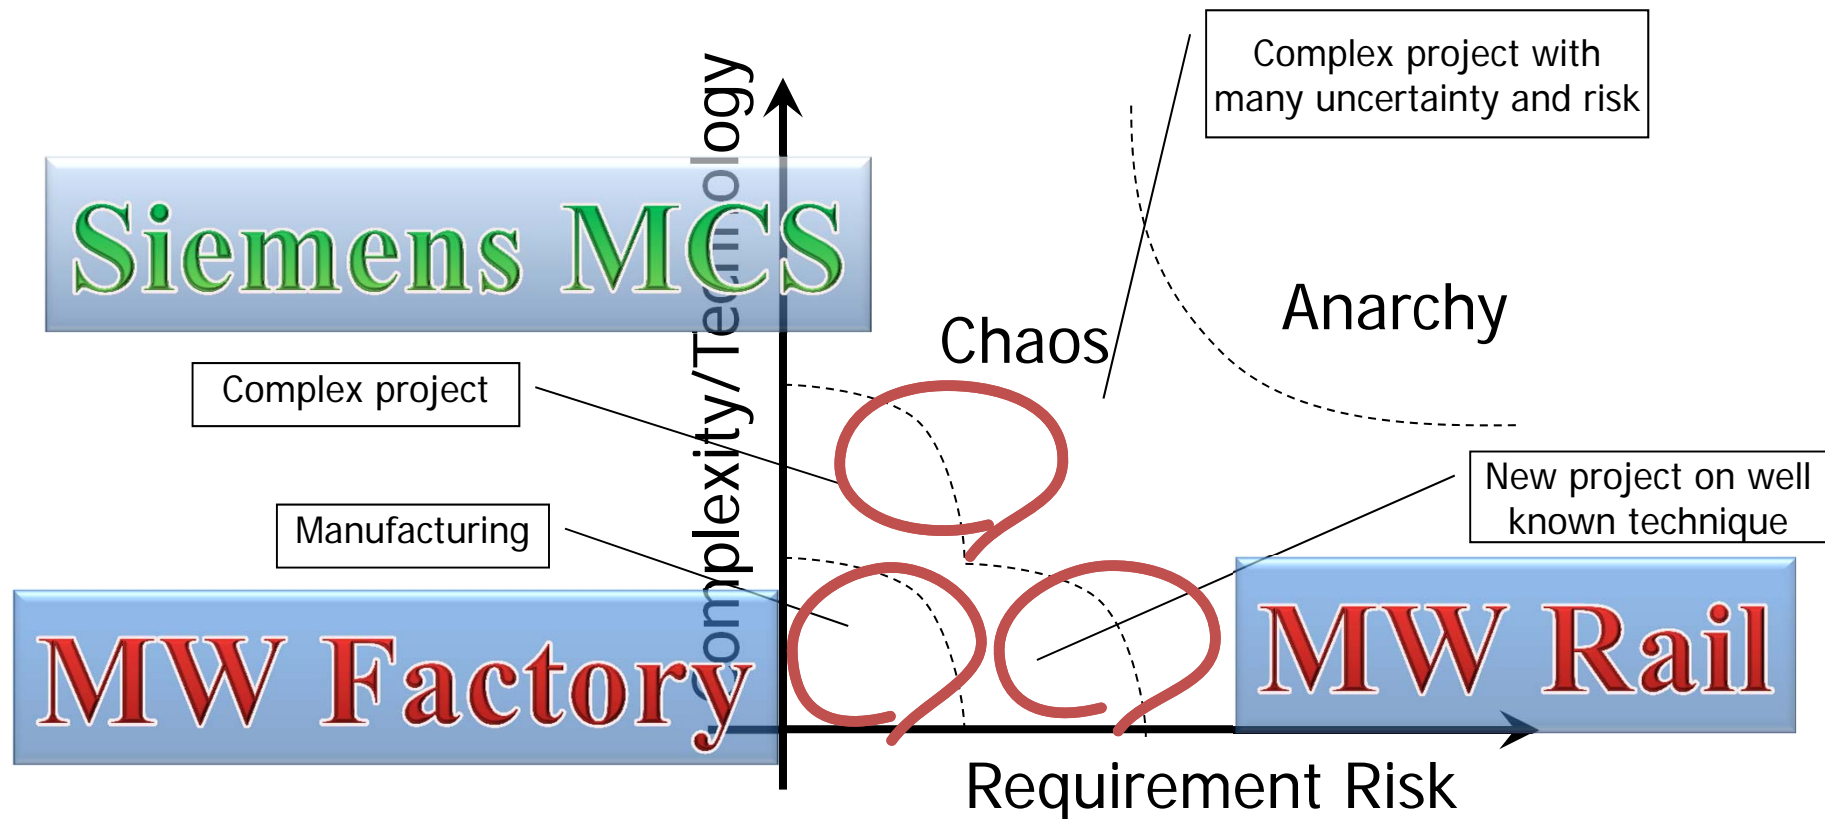 Complex project with
many uncertainty and risk
Complexity/Technology
Siemens MCS
Anarchy
Chaos
Complex project
New project on well
known technique
Manufacturing
MW Factory
MW Rail
Requirement Risk